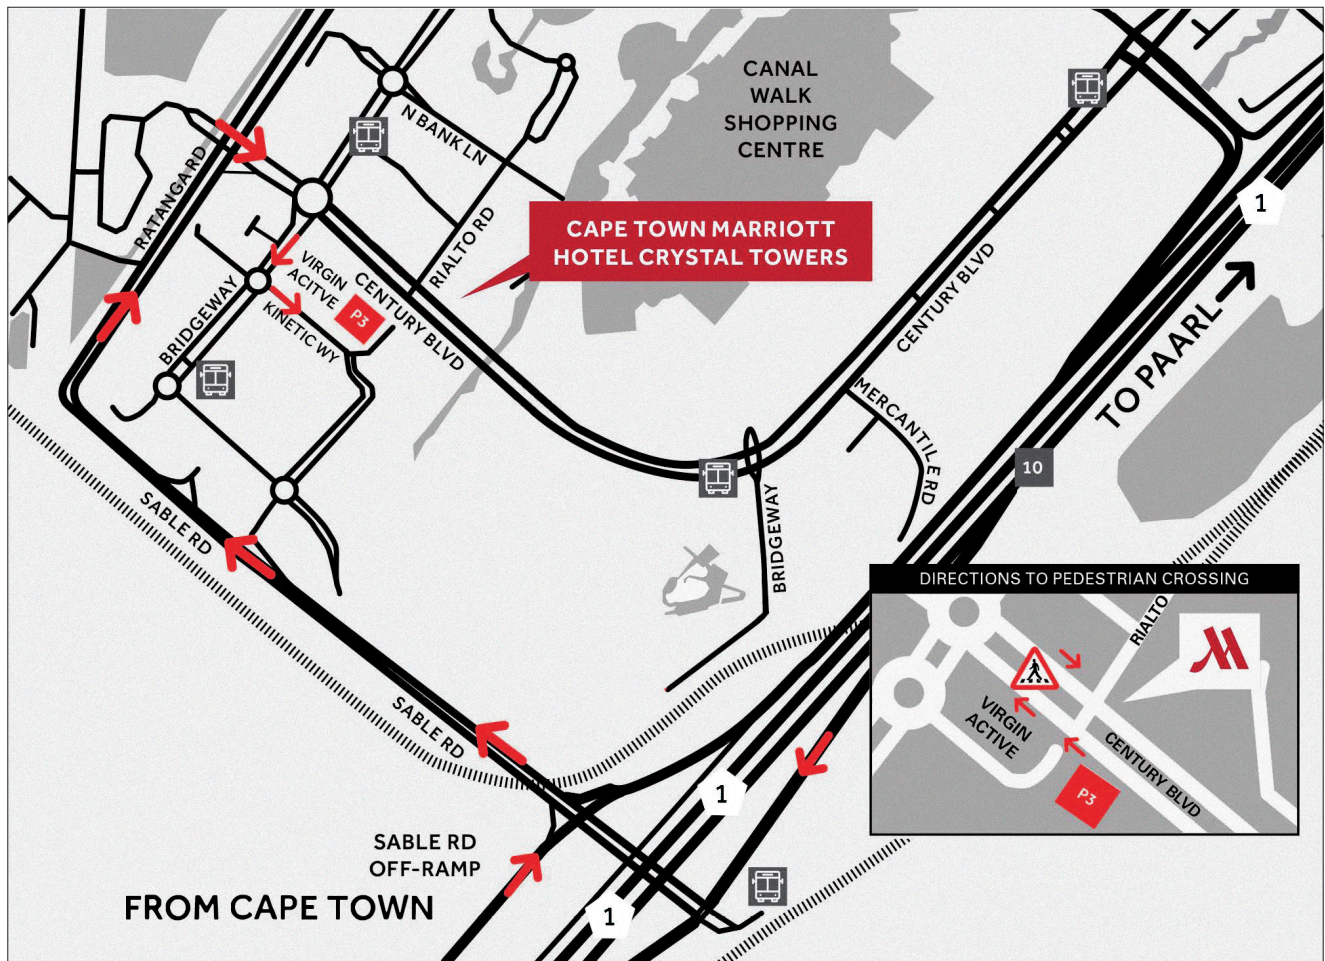 CANAL
WALK
SHOPPING
CENTRE
N BANK LN
RATANGA RD
1
CAPE TOWN MARRIOTT
HOTEL CRYSTAL TOWERS
RIALTO RD
VIRGIN
ACITVE
CENTURY BLVD
P3
BRIDGEWAY
KINETIC WY
CENTURY BLVD
TO PAARL
MERCANTILE RD
10
SABLE RD
BRIDGEWAY
DIRECTIONS TO PEDESTRIAN CROSSING
RIALTO
VIRGIN
ACTIVE
CENTURY BLVD
P3
SABLE RD
1
SABLE RD
OFF-RAMP
FROM CAPE TOWN
1